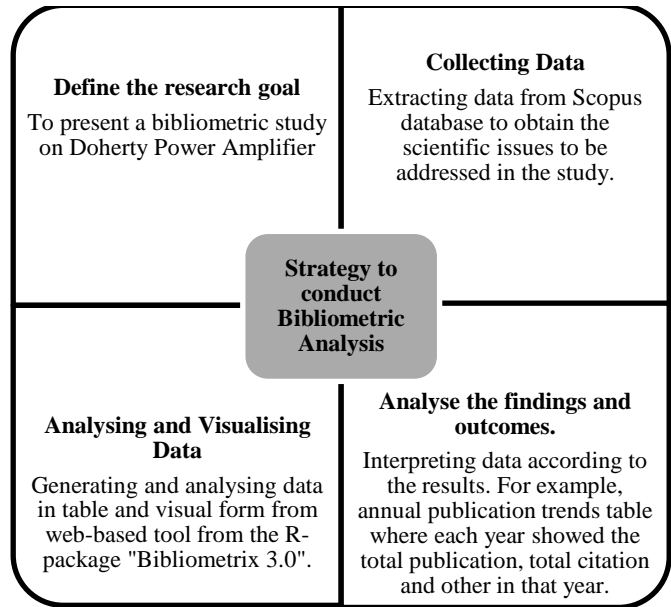 Define the research goal
To present a bibliometric study
on Doherty Power Amplifier
Collecting Data
Extracting data from Scopus
database to obtain the
scientific issues to be
addressed in the study.
Strategy to
conduct
Bibliometric
Analysis
Analysing and Visualising
Data
Generating and analysing data
in table and visual form from
web-based tool from the R-
package "Bibliometrix 3.0".
Analyse the findings and
outcomes.
Interpreting data according to
the results. For example,
annual publication trends table
where each year showed the
total publication, total citation
and other in that year.